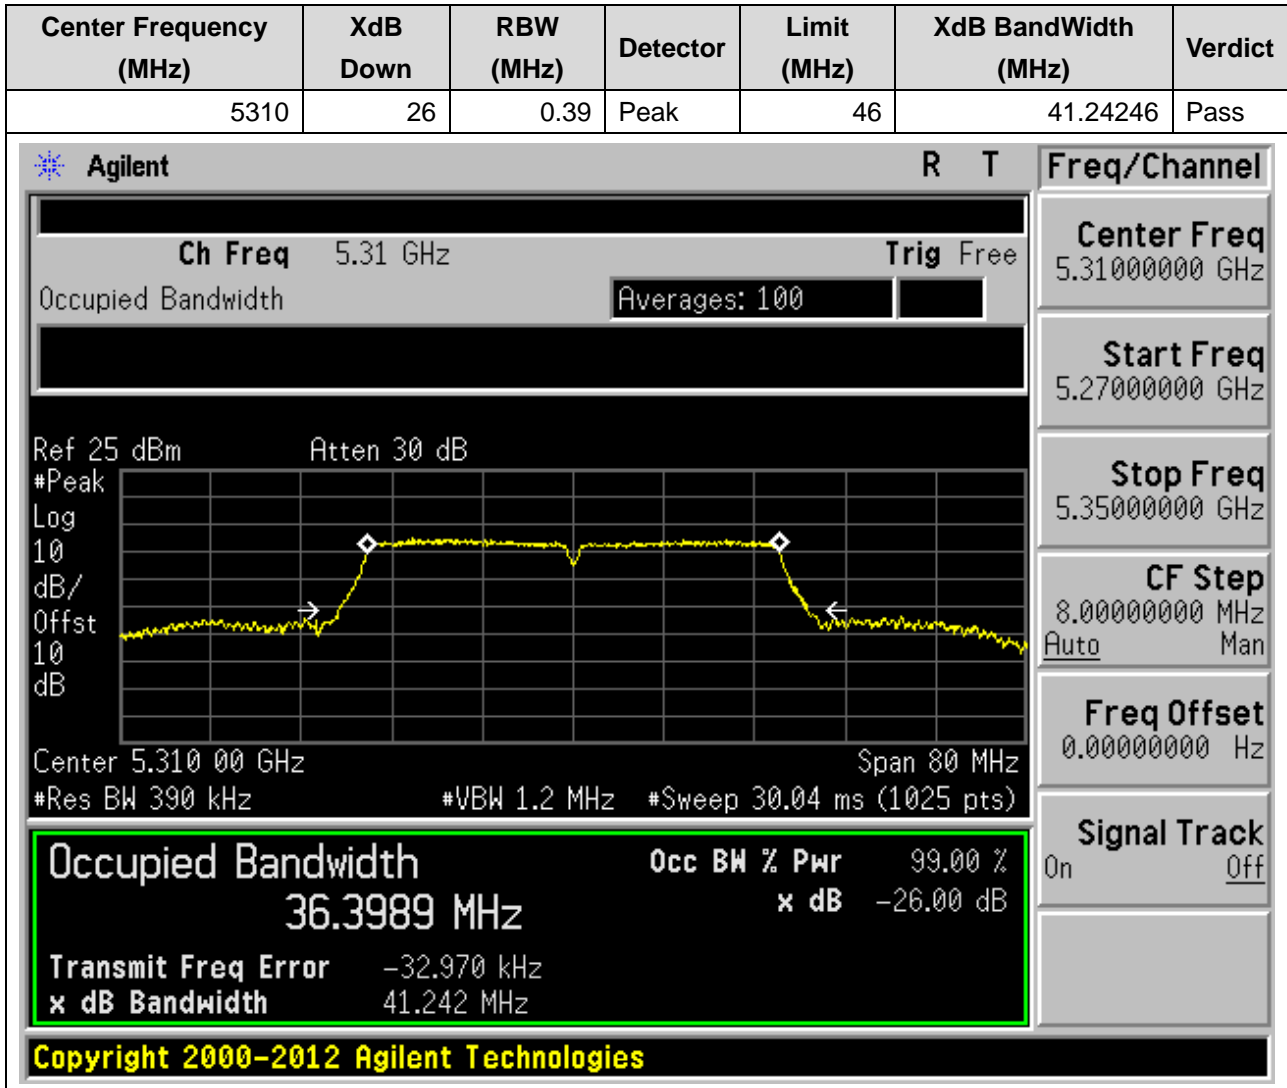 Center Frequency (MHz) XdB Down RBW (MHz) Detector Limit (MHz) XdB BandWidth (MHz) Verdict
5310 26 0.39 Peak 46 41.24246 Pass
Agilent R T Freq/Channel
Ch Freq 5.31 GHz Trig Free
Occupied Bandwidth Averages: 100
Center Freq
5.31000000 GHz
Start Freq
5.27000000 GHz
Stop Freq
5.35000000 GHz
CF Step
8.00000000 MHz
Auto Man
Freq Offset
0.00000000 Hz
Signal Track
On Off
Ref 25 dBm Atten 30 dB
#Peak
Log
10
dB/
Offst
10
dB
Center 5.310 00 GHz Span 80 MHz
#Res BW 390 kHz #VBW 1.2 MHz #Sweep 30.04 ms (1025 pts)
Occupied Bandwidth Occ BW % Pwr 99.00 %
36.3989 MHz x dB -26.00 dB
Transmit Freq Error -32.970 kHz
x dB Bandwidth 41.242 MHz
Copyright 2000-2012 Agilent Technologies